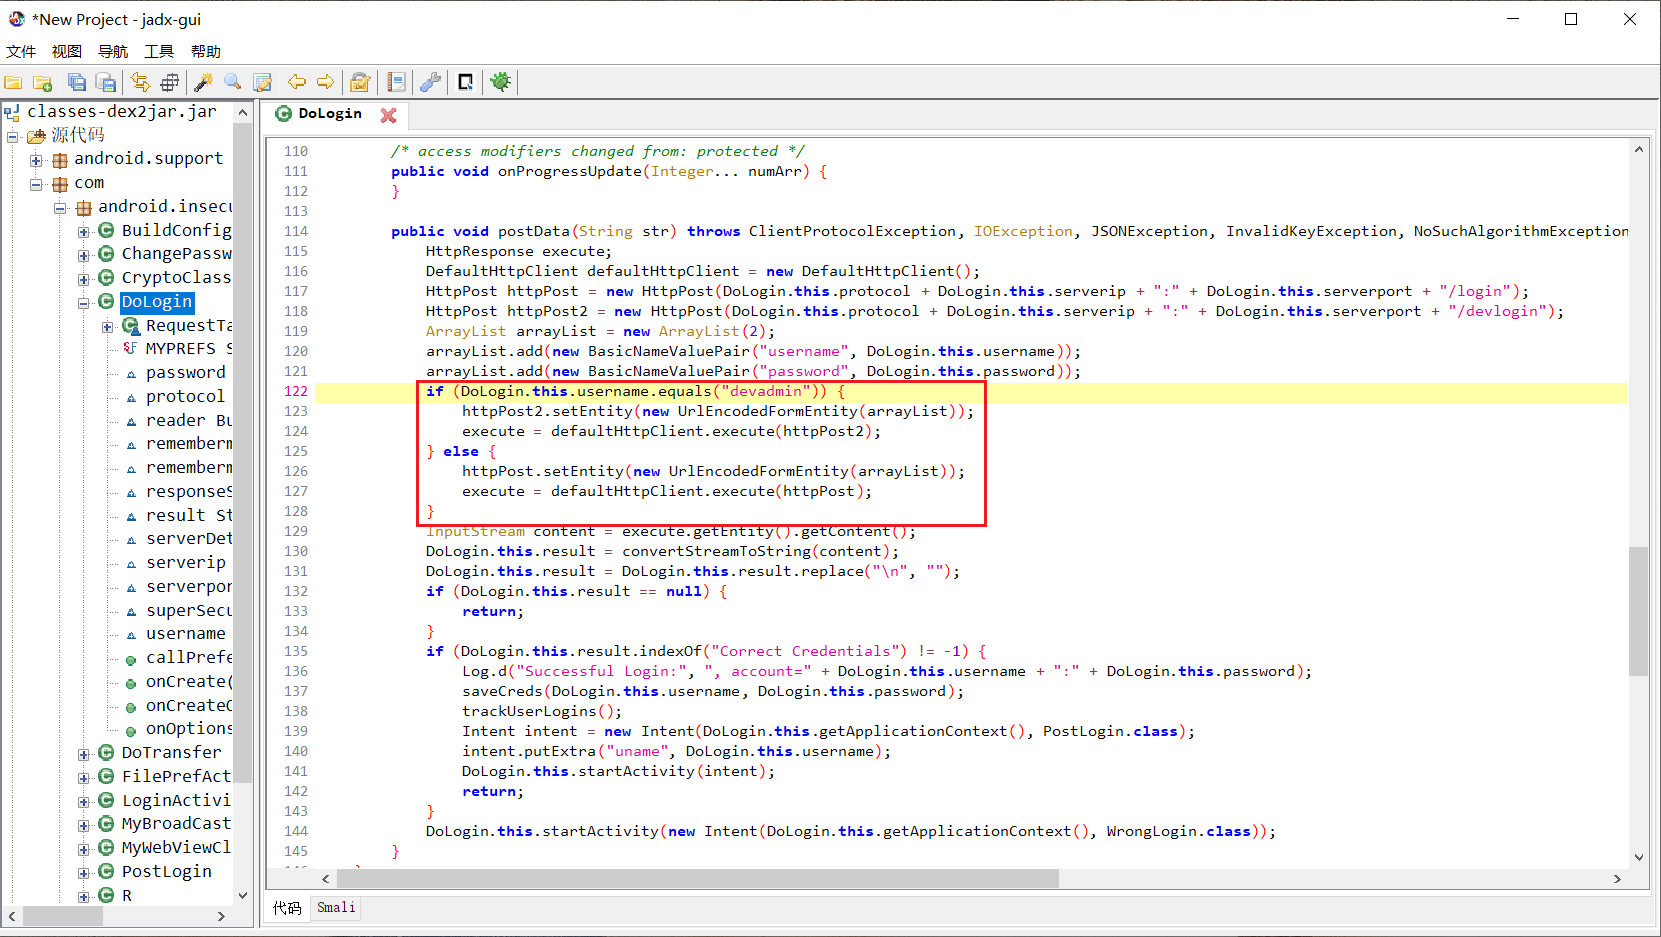 *New Project - jadx-gui
文件 视图 导航 工具 帮助
classes-dex2jar.jar
源代码
android.support
com
android.insecu
BuildConfig
ChangePassw
CryptoClass
DoLogin
RequestTa
MYPREFS S
password
protocol
reader Bu
rememberm
rememberm
responseS
result St
serverDet
serverip
serverpor
superSecu
username
callPrefe
onCreate(
onCreateO
onOptions
DoTransfer
FilePrefAct
LoginActivi
MyBroadCast
MyWebViewCl
PostLogin
R
DoLogin
110 /* access modifiers changed from: protected */
111 public void onProgressUpdate(Integer... numArr) {
112 }
113
114 public void postData(String str) throws ClientProtocolException, IOException, JSONException, InvalidKeyException, NoSuchAlgorithmException
115 HttpResponse execute;
116 DefaultHttpClient defaultHttpClient = new DefaultHttpClient();
117 HttpPost httpPost = new HttpPost(DoLogin.this.protocol + DoLogin.this.serverip + ":" + DoLogin.this.serverport + "/login");
118 HttpPost httpPost2 = new HttpPost(DoLogin.this.protocol + DoLogin.this.serverip + ":" + DoLogin.this.serverport + "/devlogin");
119 ArrayList arrayList = new ArrayList(2);
120 arrayList.add(new BasicNameValuePair("username", DoLogin.this.username));
121 arrayList.add(new BasicNameValuePair("password", DoLogin.this.password));
122 if (DoLogin.this.username.equals("devadmin")) {
123 httpPost2.setEntity(new UrlEncodedFormEntity(arrayList));
124 execute = defaultHttpClient.execute(httpPost2);
125 } else {
126 httpPost.setEntity(new UrlEncodedFormEntity(arrayList));
127 execute = defaultHttpClient.execute(httpPost);
128 }
129 InputStream content = execute.getEntity().getContent();
130 DoLogin.this.result = convertStreamToString(content);
131 DoLogin.this.result = DoLogin.this.result.replace("\n", "");
132 if (DoLogin.this.result == null) {
133 return;
134 }
135 if (DoLogin.this.result.indexOf("Correct Credentials") != -1) {
136 Log.d("Successful Login:", ", account=" + DoLogin.this.username + ":" + DoLogin.this.password);
137 saveCreds(DoLogin.this.username, DoLogin.this.password);
138 trackUserLogins();
139 Intent intent = new Intent(DoLogin.this.getApplicationContext(), PostLogin.class);
140 intent.putExtra("uname", DoLogin.this.username);
141 DoLogin.this.startActivity(intent);
142 return;
143 }
144 DoLogin.this.startActivity(new Intent(DoLogin.this.getApplicationContext(), WrongLogin.class));
145 }
代码 Smali